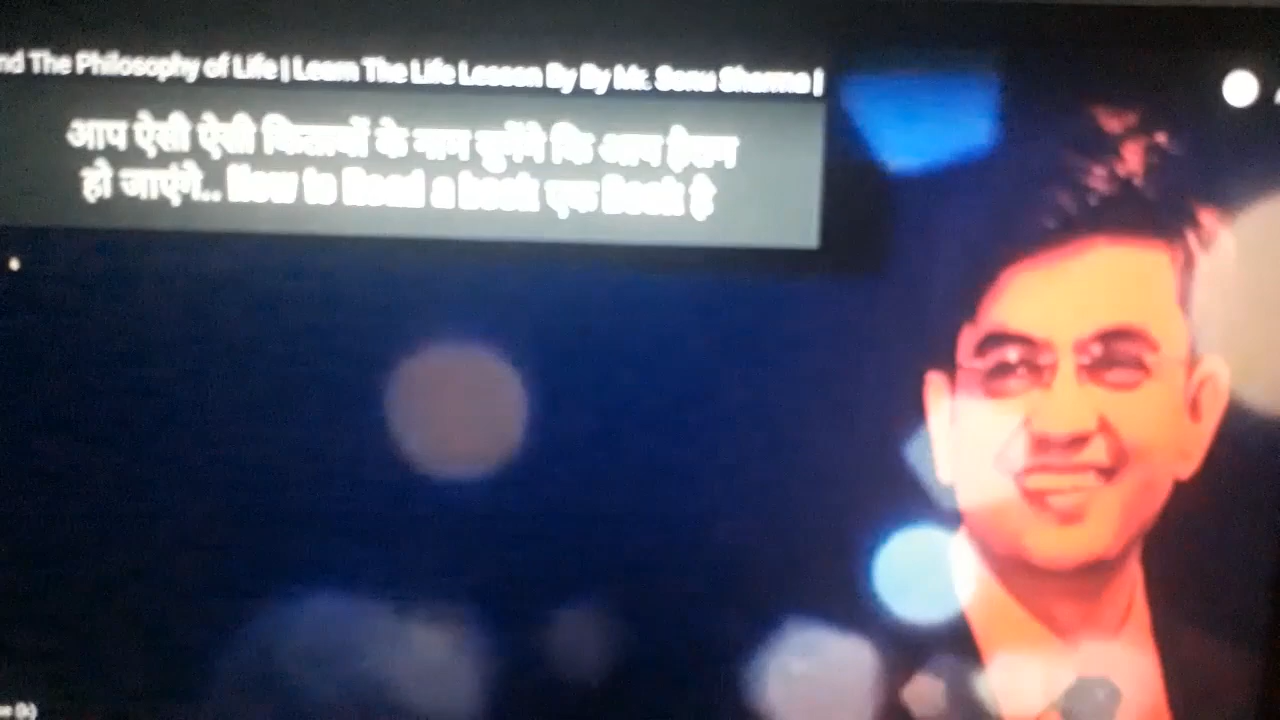 nd The Philosophy of Life | Learn The Life Lesson By By Mr. Sonu Sharma |
आप ऐसी ऐसी किताबों के नाम सुनेंगे कि आप हैरान
हो जाएंगे.. How to Read a book एक book है